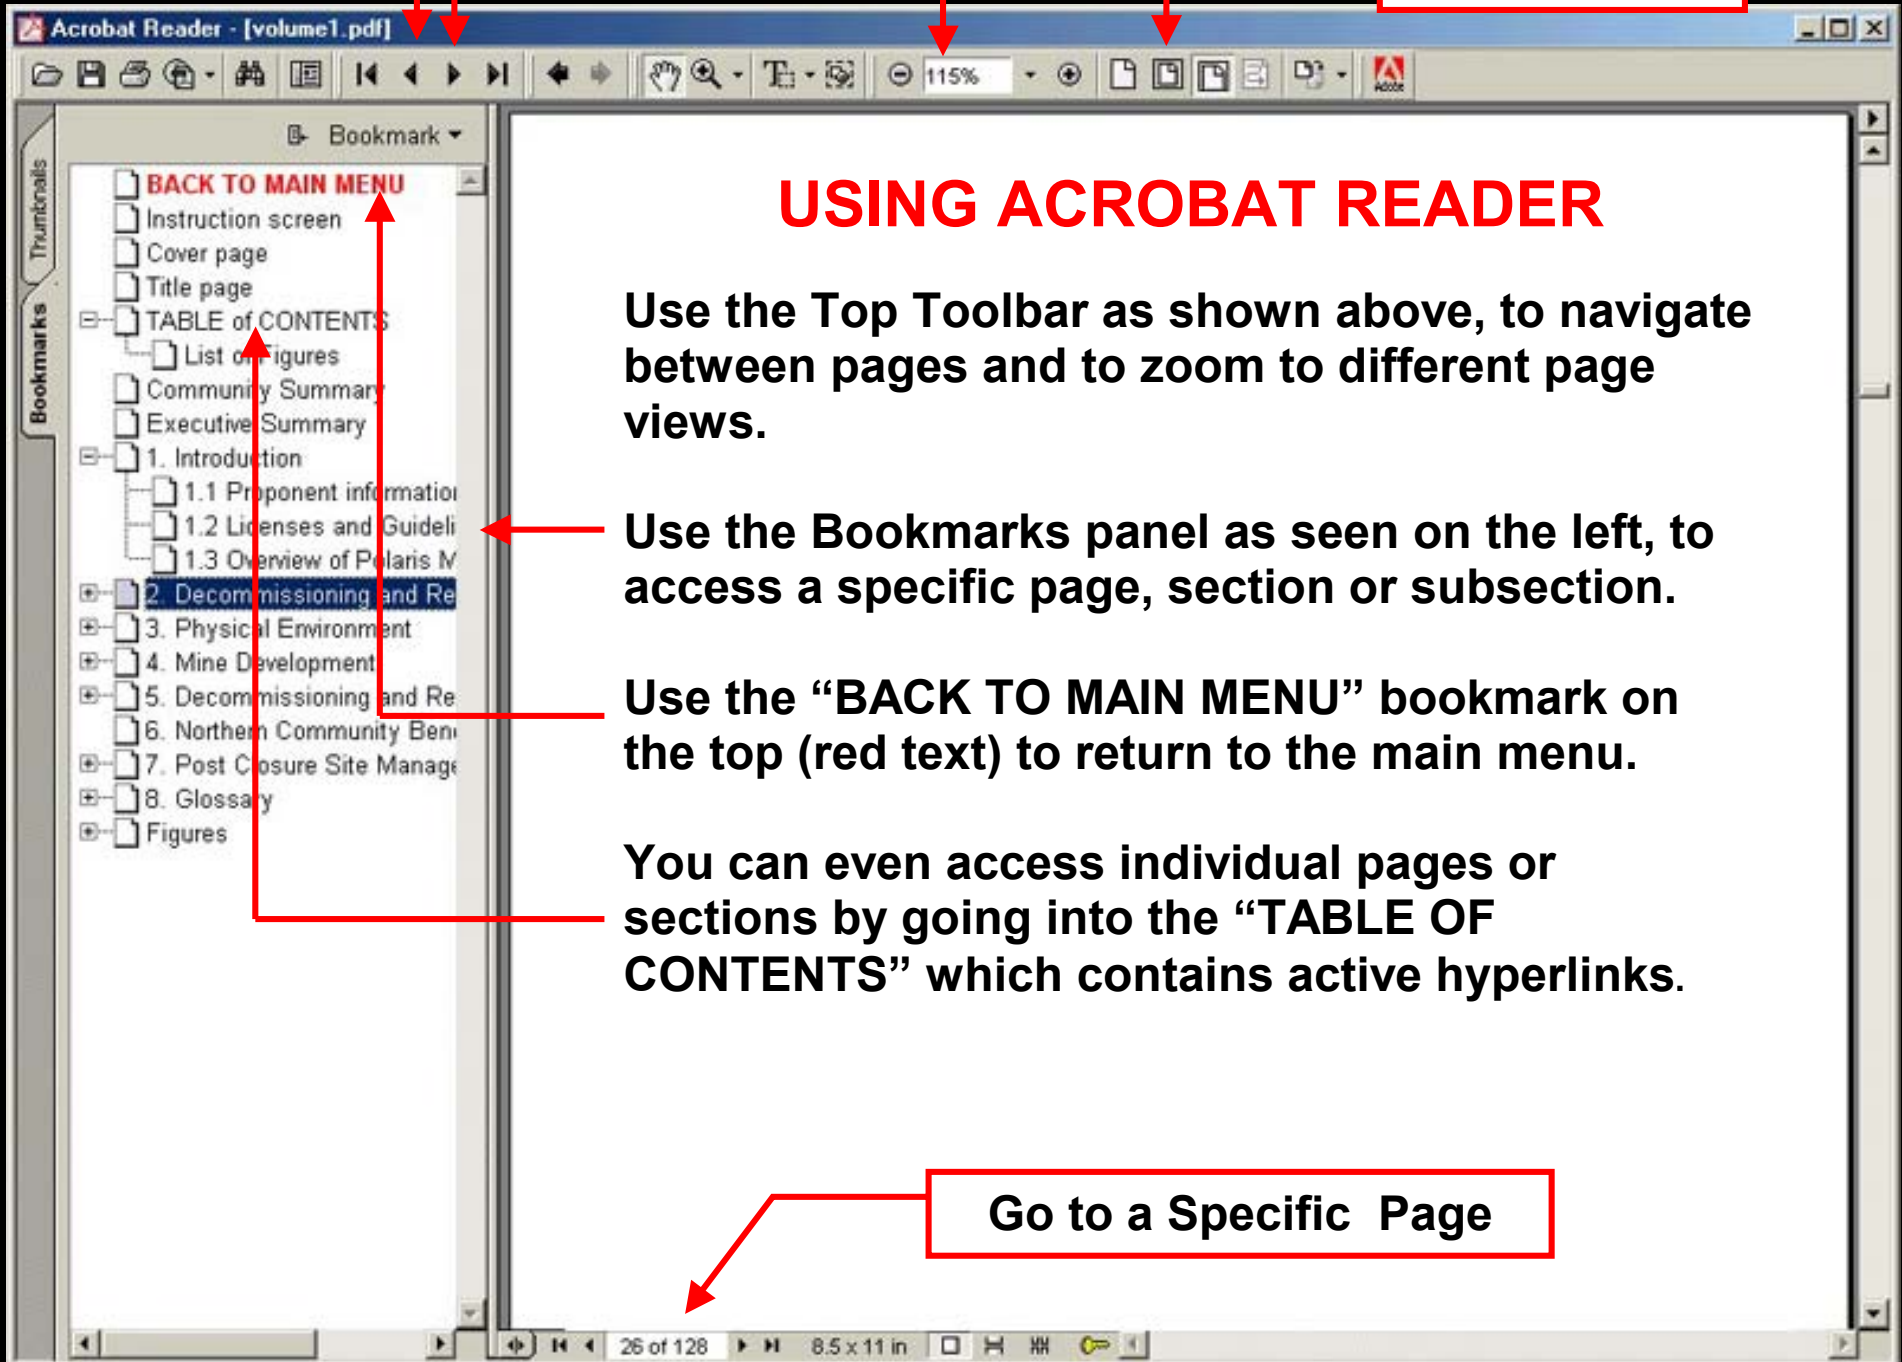 Acrobat Reader - [volume1.pdf]
115%
Adobe
Bookmark
Thumbnails
Bookmarks
BACK TO MAIN MENU
Instruction screen
Cover page
Title page
TABLE of CONTENTS
List of Figures
Community Summary
Executive Summary
1. Introduction
1.1 Proponent information
1.2 Licenses and Guideli
1.3 Overview of Polaris M
2. Decommissioning and Re
3. Physical Environment
4. Mine Development
5. Decommissioning and Re
6. Northern Community Ben
7. Post Closure Site Manage
8. Glossary
Figures
USING ACROBAT READER
Use the Top Toolbar as shown above, to navigate
between pages and to zoom to different page
views.
Use the Bookmarks panel as seen on the left, to
access a specific page, section or subsection.
Use the “BACK TO MAIN MENU” bookmark on
the top (red text) to return to the main menu.
You can even access individual pages or
sections by going into the “TABLE OF
CONTENTS” which contains active hyperlinks.
Go to a Specific Page
26 of 128
8.5 x 11 in